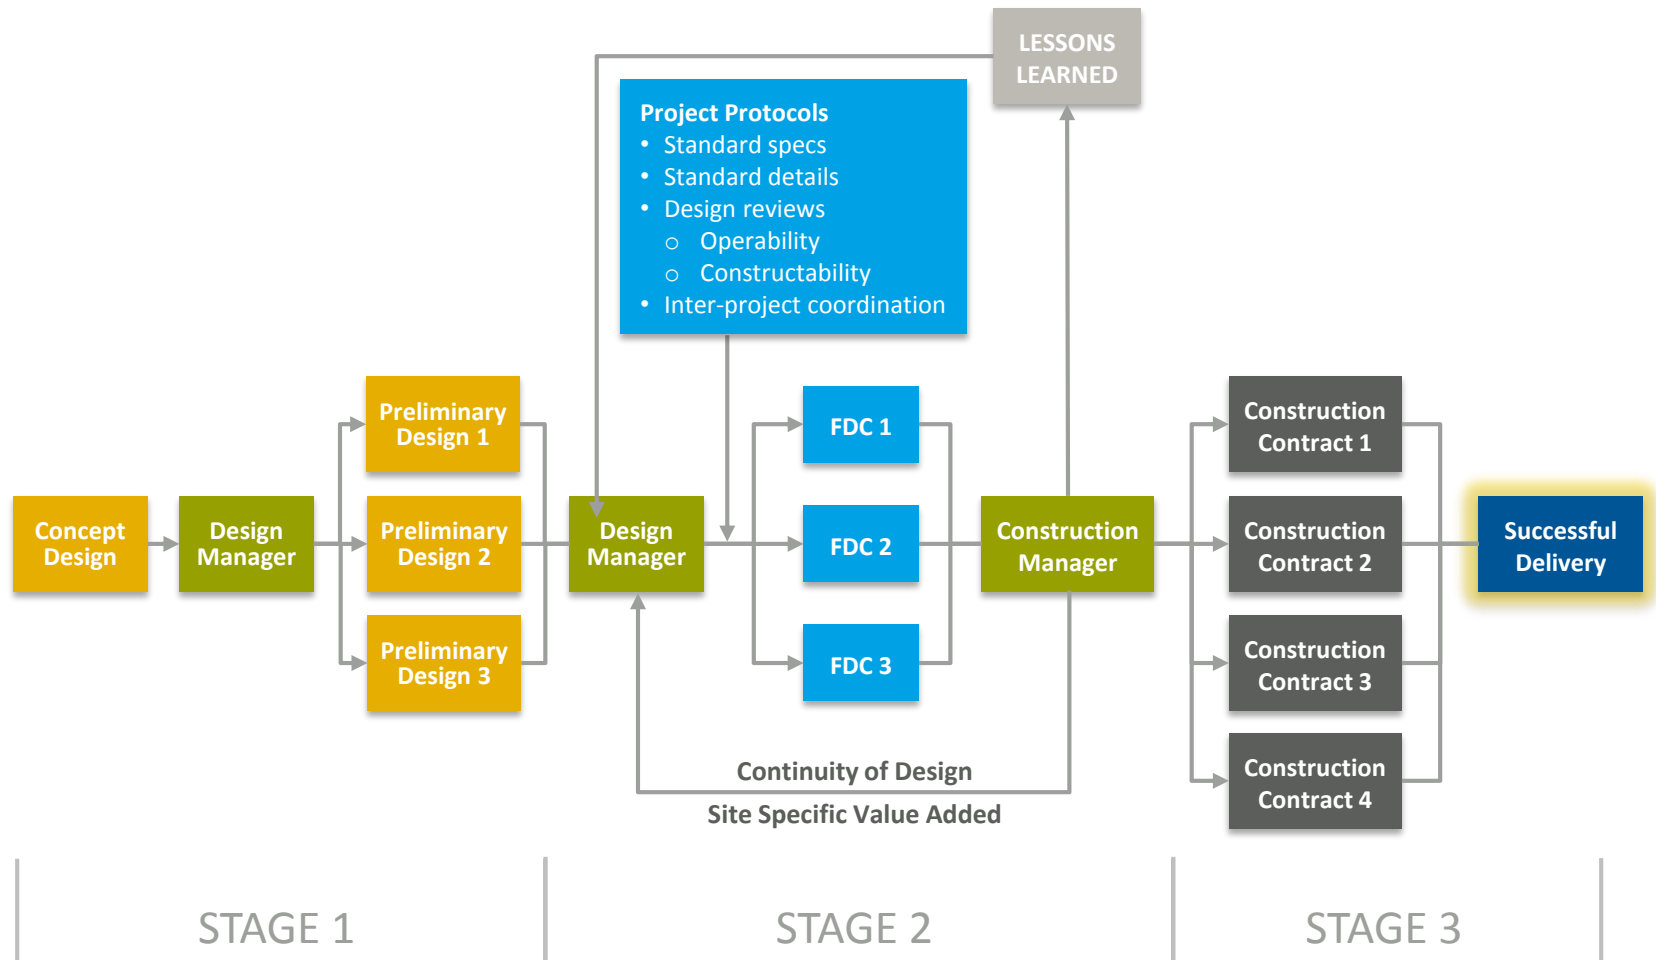 LESSONS
LEARNED
Project Protocols
• Standard specs
• Standard details
• Design reviews
o Operability
o Constructability
• Inter-project coordination
Concept
Design
Design
Manager
Preliminary
Design 1
Preliminary
Design 2
Preliminary
Design 3
Design
Manager
FDC 1
FDC 2
FDC 3
Construction
Manager
Continuity of Design
Site Specific Value Added
Construction
Contract 1
Construction
Contract 2
Construction
Contract 3
Construction
Contract 4
Successful
Delivery
STAGE 1
STAGE 2
STAGE 3